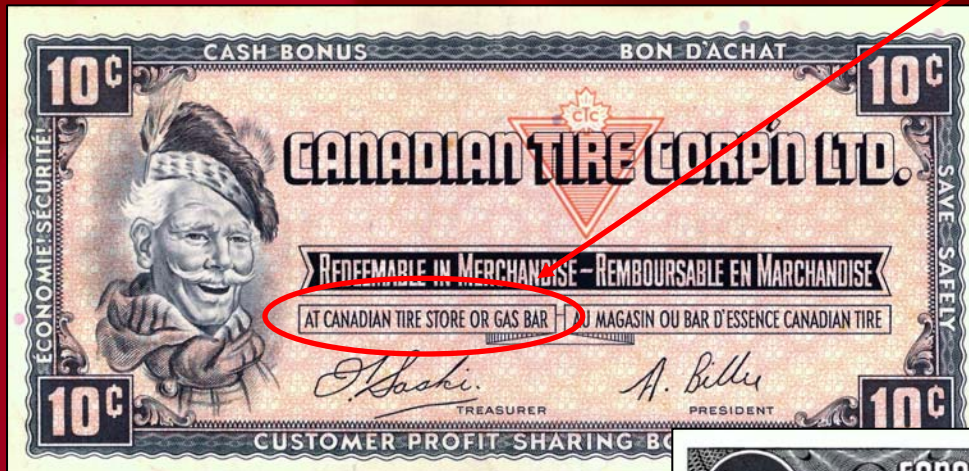 CASH BONUS BON D'ACHAT
10¢ 10¢
CTC
CANADIAN TIRE CORP'N LTD.
ÉCONOMIE! SÉCURITÉ!
SAVE SAFELY
REDEEMABLE IN MERCHANDISE – REMBOURSABLE EN MARCHANDISE
AT CANADIAN TIRE STORE OR GAS BAR AU MAGASIN OU BAR D'ESSENCE CANADIAN TIRE
TREASURER PRESIDENT
10¢ 10¢
CUSTOMER PROFIT SHARING